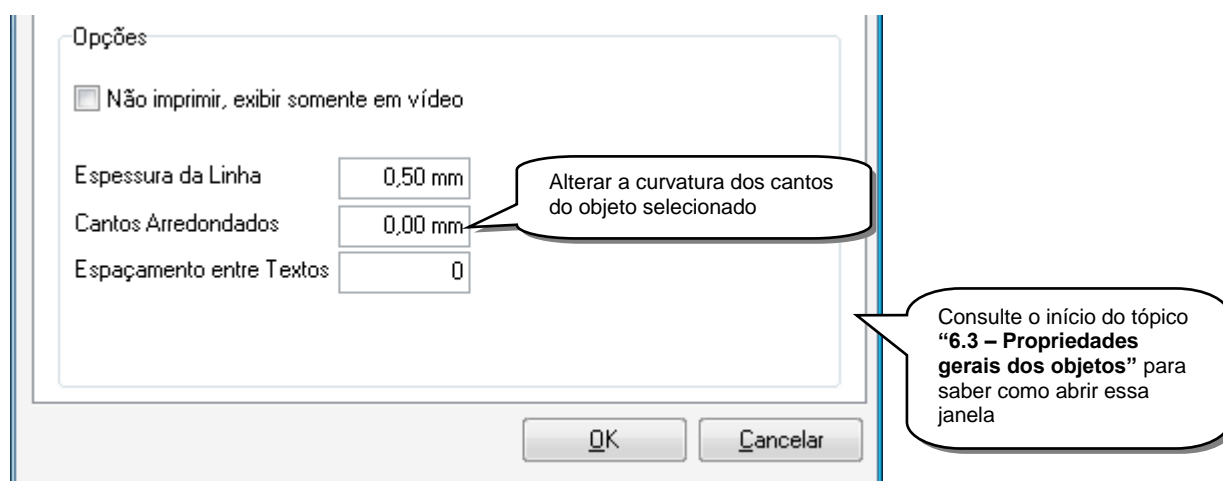 Opções
Não imprimir, exibir somente em vídeo
Espessura da Linha 0,50 mm
Cantos Arredondados 0,00 mm
Espaçamento entre Textos 0
Alterar a curvatura dos cantos
do objeto selecionado
Consulte o início do tópico
“6.3 – Propriedades
gerais dos objetos” para
saber como abrir essa
janela
OK Cancelar